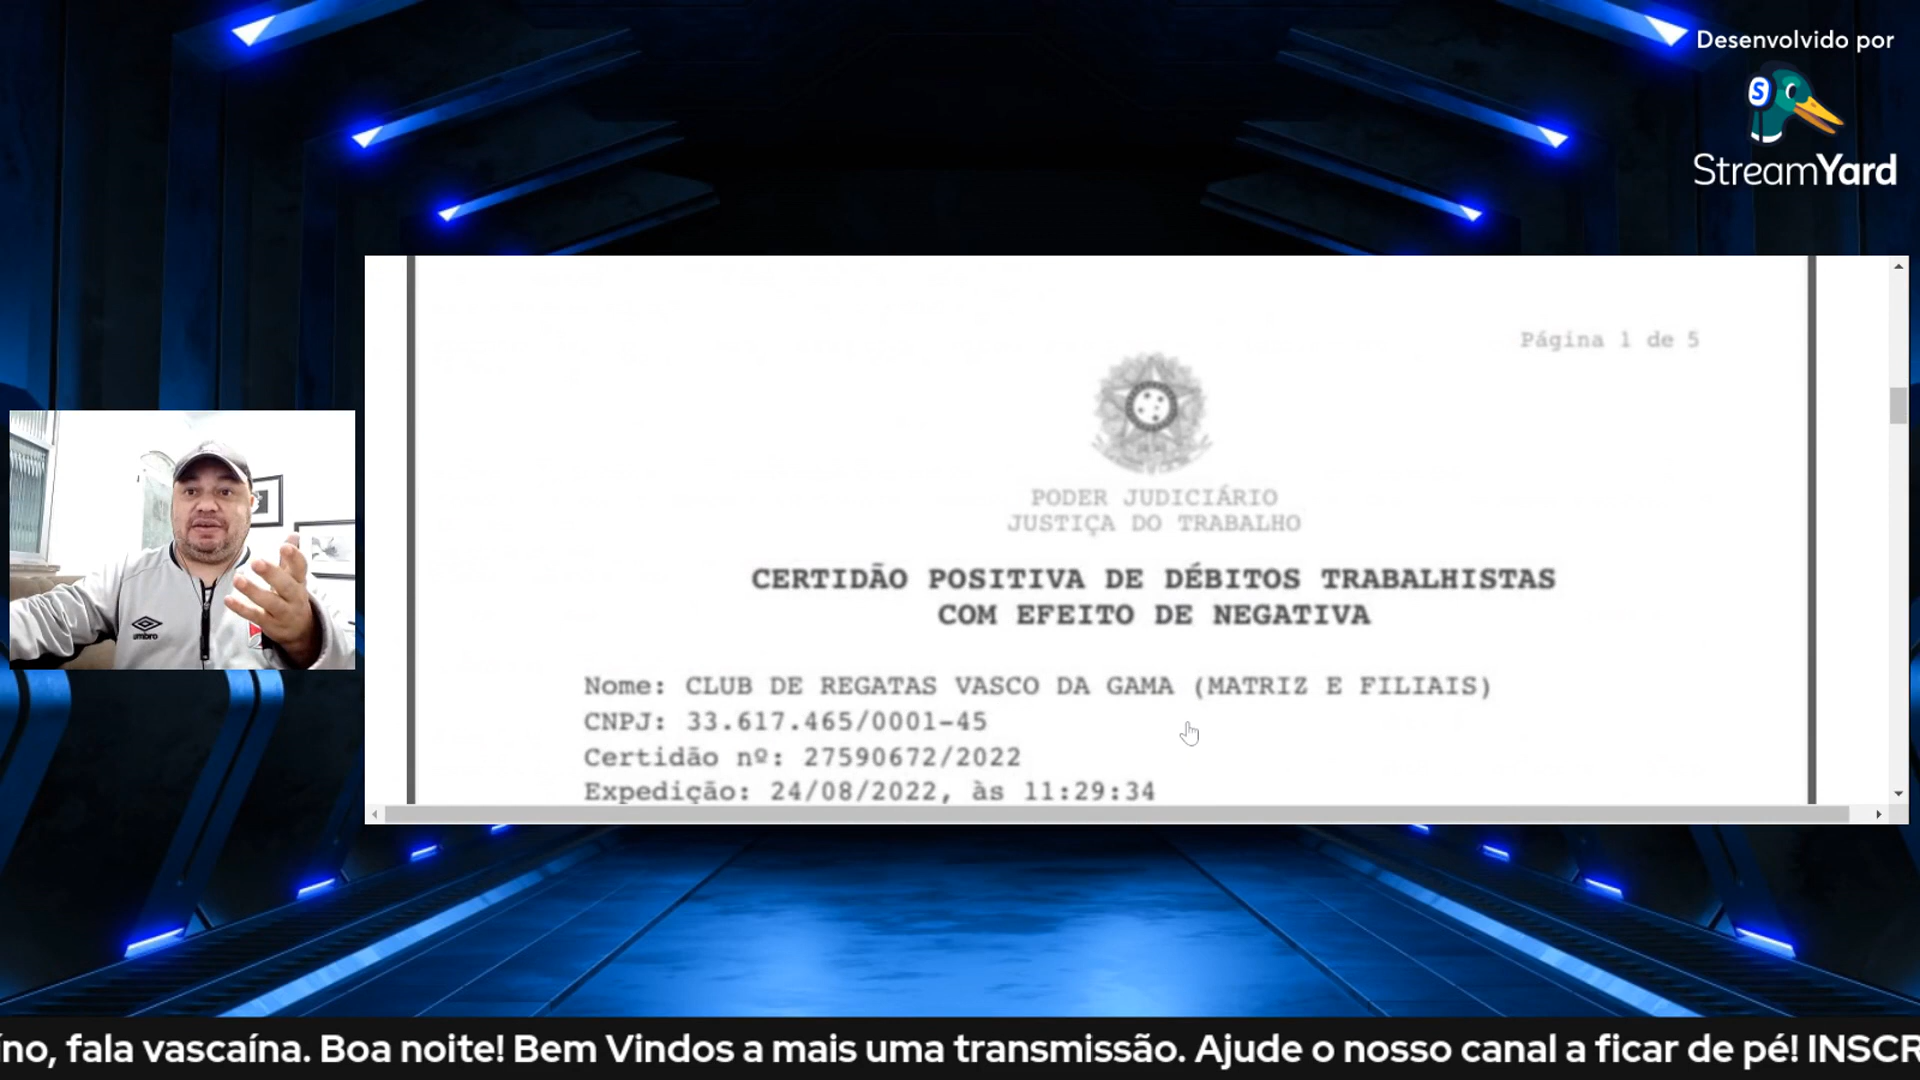 Desenvolvido por
S
StreamYard
Página 1 de 5
PODER JUDICIÁRIO
JUSTIÇA DO TRABALHO
CERTIDÃO POSITIVA DE DÉBITOS TRABALHISTAS
COM EFEITO DE NEGATIVA
Nome: CLUB DE REGATAS VASCO DA GAMA (MATRIZ E FILIAIS)
CNPJ: 33.617.465/0001-45
Certidão nº: 27590672/2022
Expedição: 24/08/2022, às 11:29:34
umbro
íno, fala vascaína. Boa noite! Bem Vindos a mais uma transmissão. Ajude o nosso canal a ficar de pé! INSCR